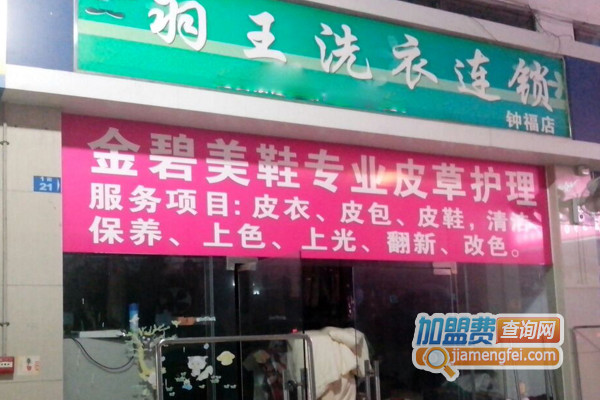 羽王洗衣连锁
钟福店
金碧美鞋专业皮草护理
服务项目:皮衣、皮包、皮鞋,清洁、
保养、上色、上光、翻新、改色。
21
加盟费查询网
jiamengfei.com